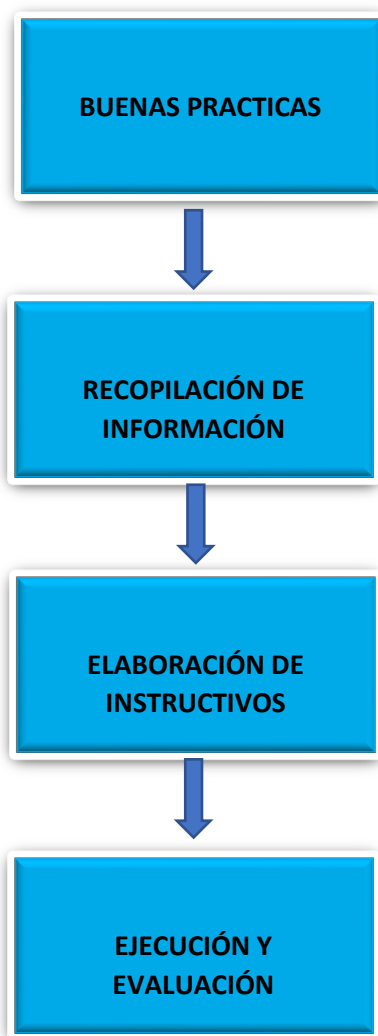 BUENAS PRACTICAS
RECOPILACIÓN DE
INFORMACIÓN
ELABORACIÓN DE
INSTRUCTIVOS
EJECUCIÓN Y
EVALUACIÓN